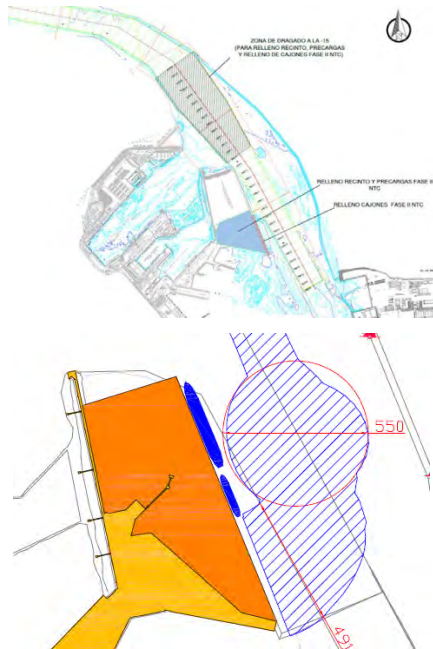 ZONA DE DRAGADO A LA -15
(PARA RELLENO RECINTO, PRECARGAS
Y RELLENO DE CAJONES FASE II NTC)
RELLENO RECINTO Y PRECARGAS FASE II
NTC
RELLENO CAJONES FASE II NTC
550
491